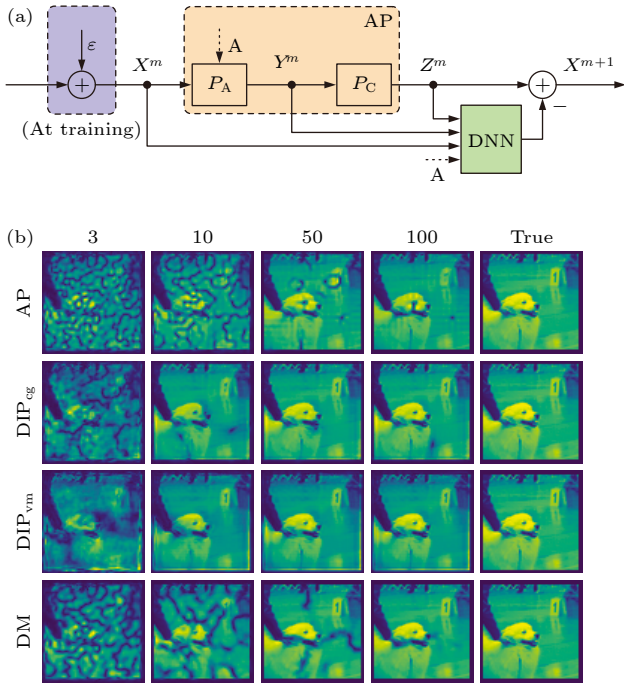 (a)
AP
ε
A
X^m
Y^m
Z^m
X^{m+1}
+
P_A
P_C
+
−
(At training)
DNN
A
(b)
3 10 50 100 True
AP
DIP_cg
DIP_vm
DM